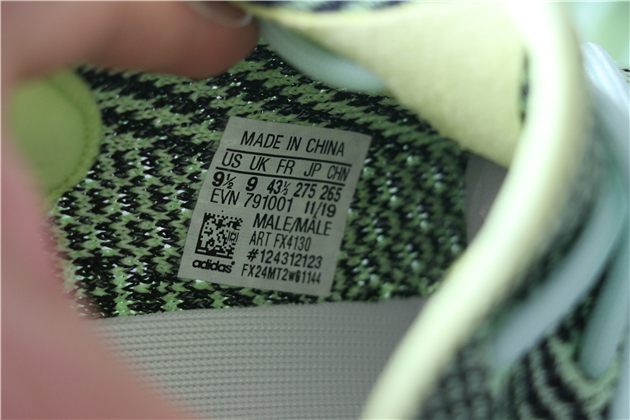 MADE IN CHINA
US UK FR JP CHN
9½ 9 43⅓ 275 265
EVN 791001 11/19
MALE/MALE
ART FX4130
#124312123
adidas® FX24MT2W01144